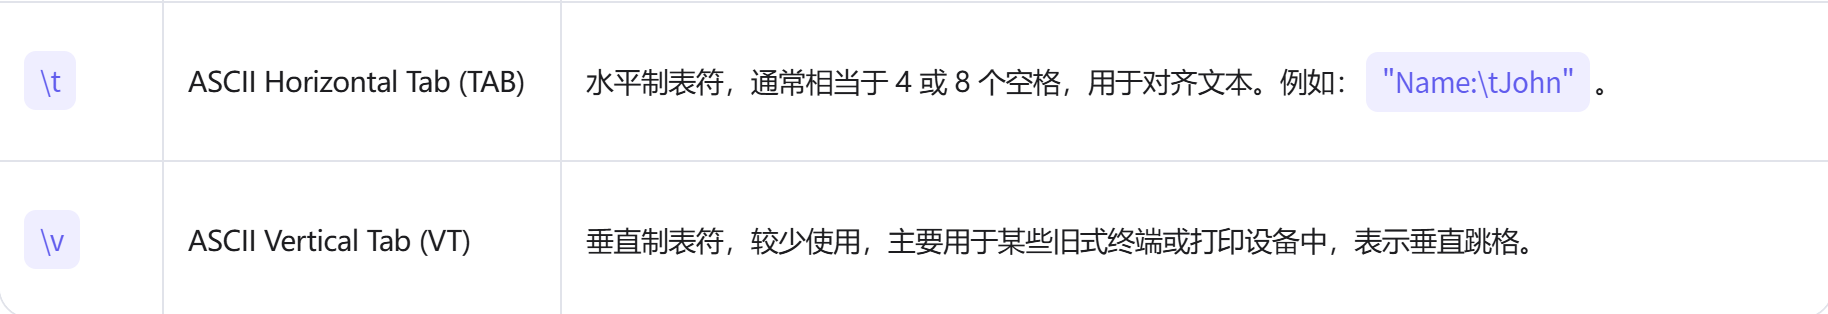 \t ASCII Horizontal Tab (TAB) 水平制表符，通常相当于 4 或 8 个空格，用于对齐文本。例如： "Name:\tJohn" 。
\v ASCII Vertical Tab (VT) 垂直制表符，较少使用，主要用于某些旧式终端或打印设备中，表示垂直跳格。